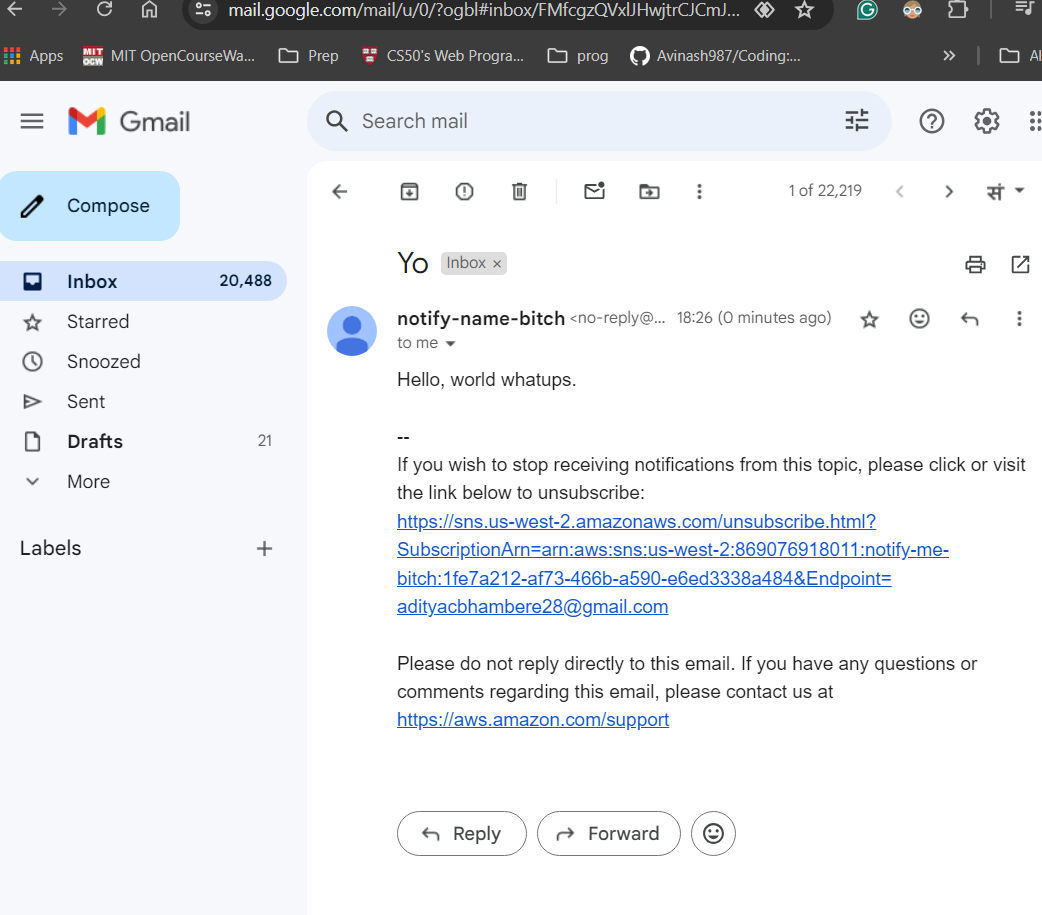 mail.google.com/mail/u/0/?ogbl#inbox/FMfcgzQVxlJHwjtrCJCmJ...
Apps MIT OCW MIT OpenCourseWa... Prep CS50's Web Progra... prog Avinash987/Coding:... » Al
Gmail
Search mail
1 of 22,219 सं
Compose
Yo Inbox ×
Inbox 20,488
notify-name-bitch <no-reply@... 18:26 (0 minutes ago)
to me
Starred
Snoozed
Sent
Drafts 21
More
Labels +
Hello, world whatups.
--
If you wish to stop receiving notifications from this topic, please click or visit
the link below to unsubscribe:
https://sns.us-west-2.amazonaws.com/unsubscribe.html?
SubscriptionArn=arn:aws:sns:us-west-2:869076918011:notify-me-
bitch:1fe7a212-af73-466b-a590-e6ed3338a484&Endpoint=
adityacbhambere28@gmail.com
Please do not reply directly to this email. If you have any questions or
comments regarding this email, please contact us at
https://aws.amazon.com/support
Reply Forward